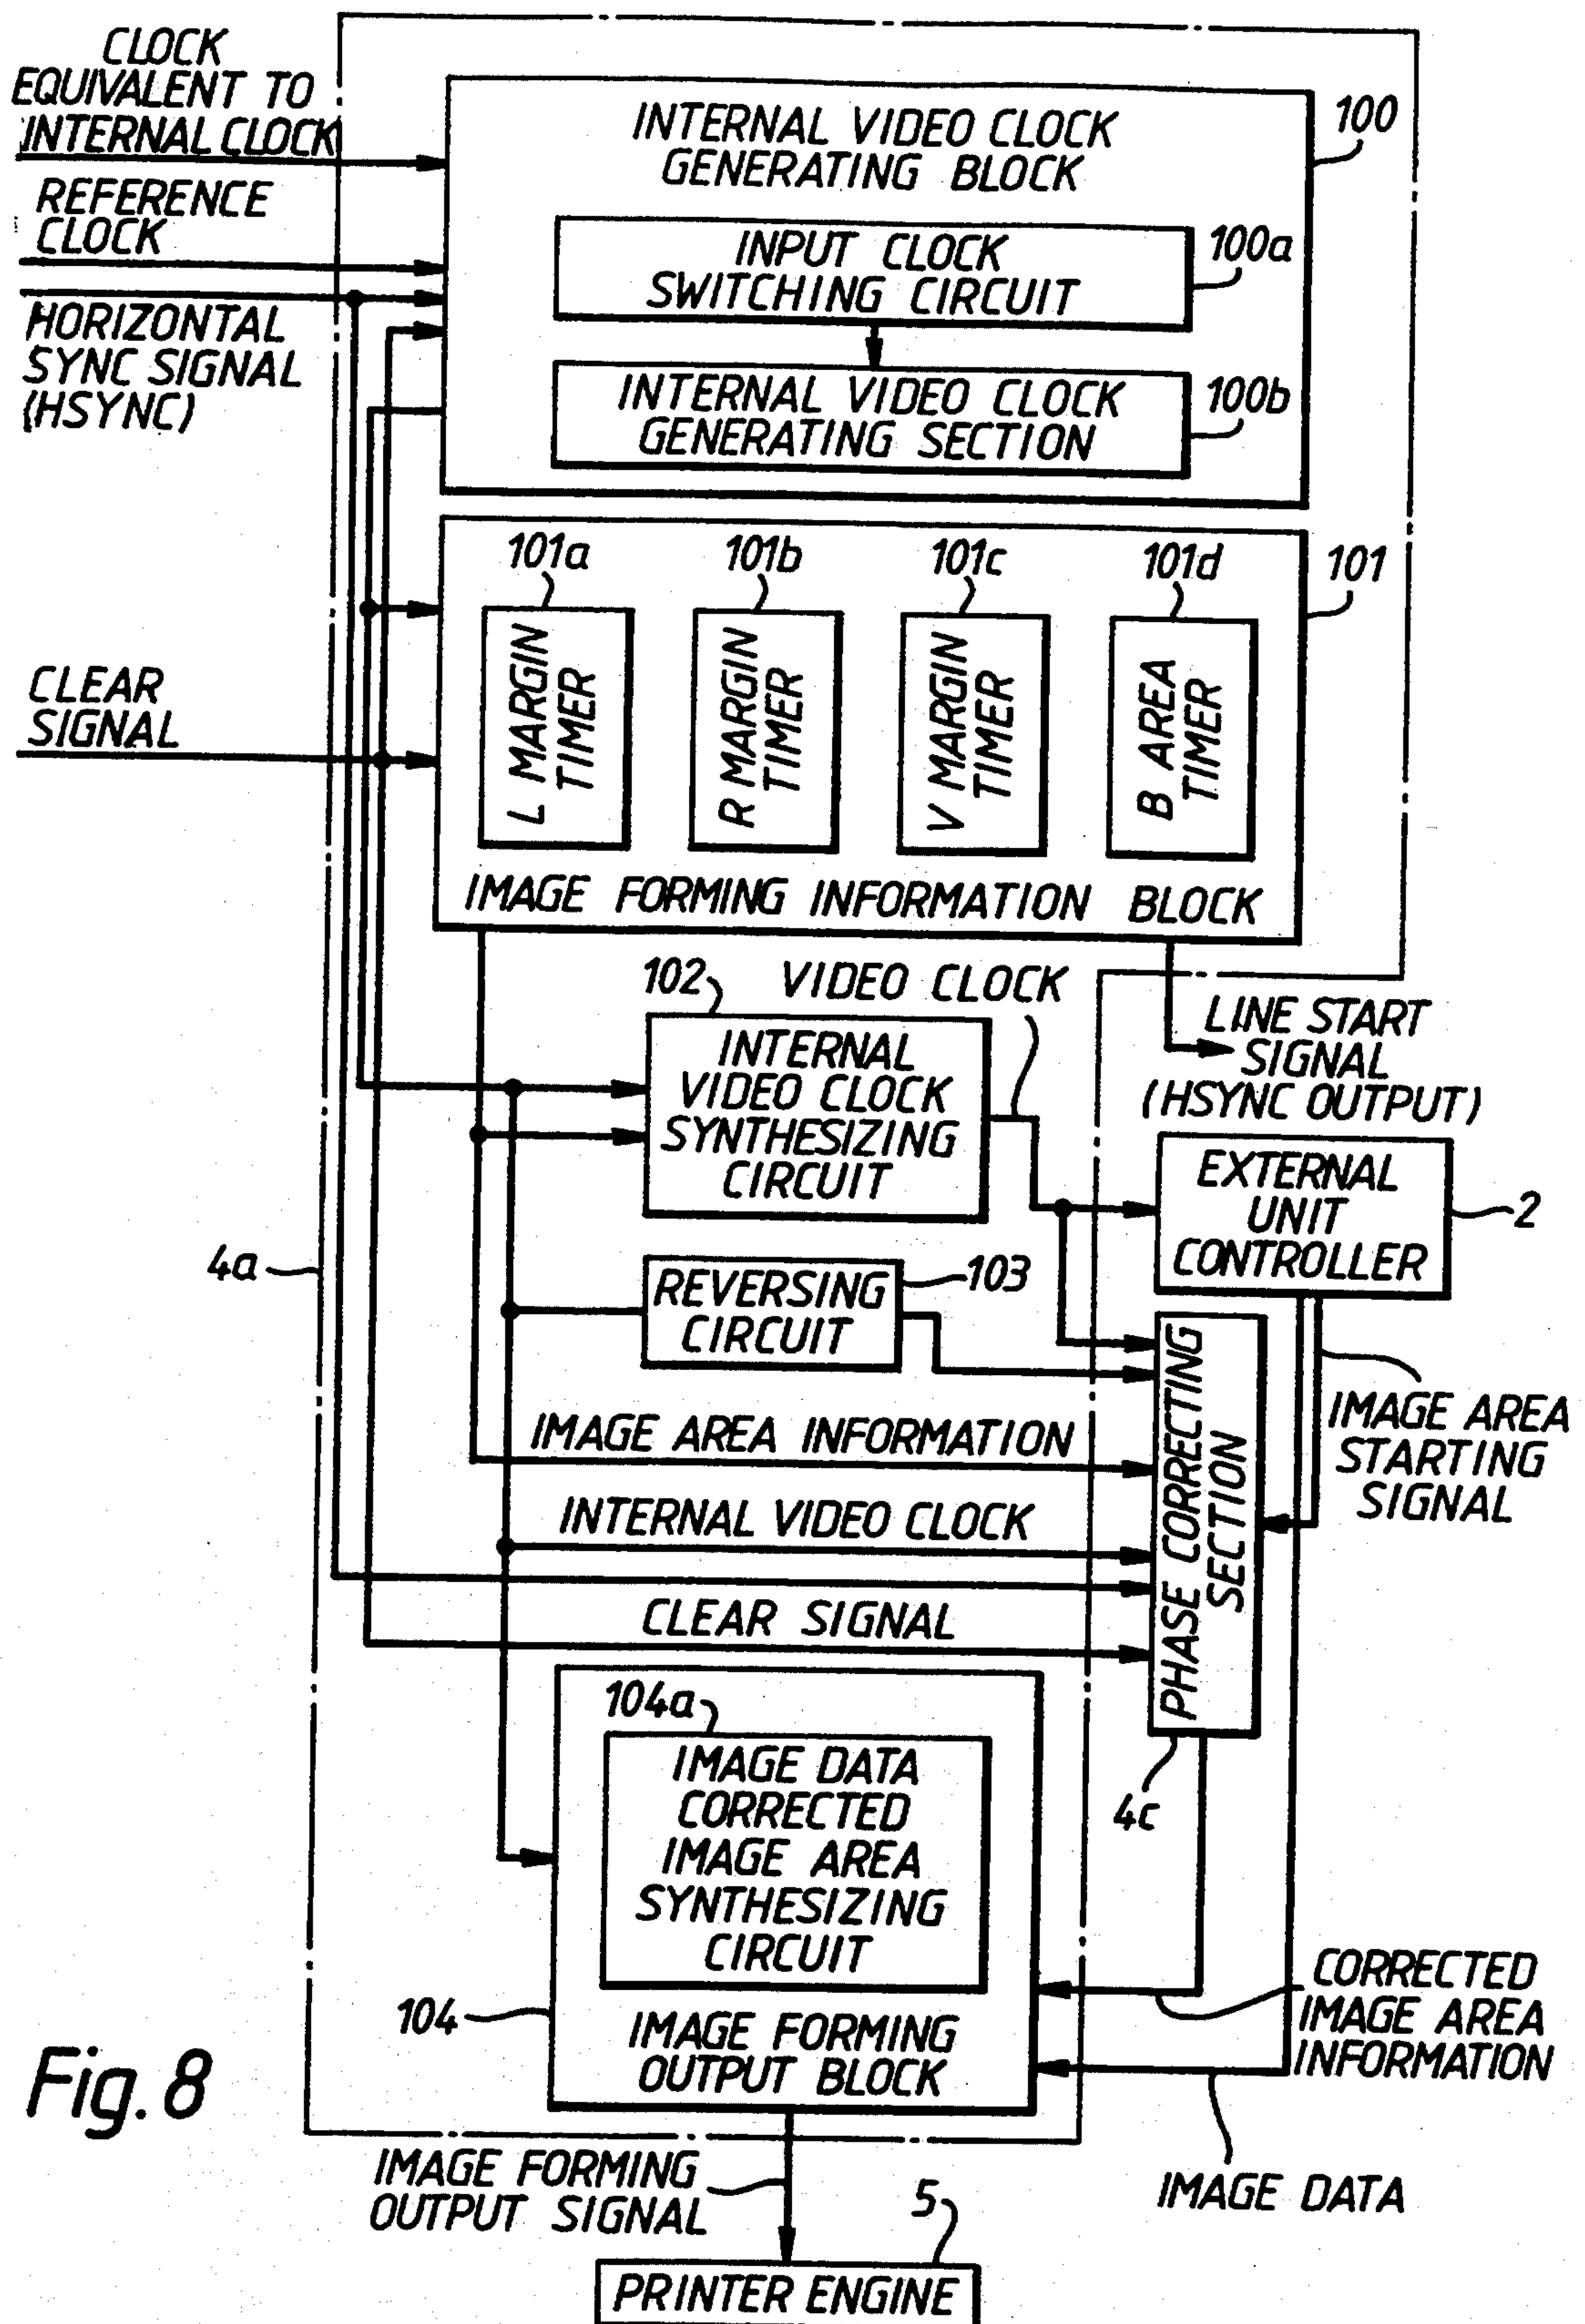 CLOCK
EQUIVALENT TO
INTERNAL CLOCK
REFERENCE
CLOCK
HORIZONTAL
SYNC SIGNAL
(HSYNC)
INTERNAL VIDEO CLOCK
GENERATING BLOCK
100
INPUT CLOCK
SWITCHING CIRCUIT
100a
INTERNAL VIDEO CLOCK
GENERATING SECTION
100b
CLEAR
SIGNAL
101a
101b
101c
101d
101
L MARGIN
TIMER
R MARGIN
TIMER
V MARGIN
TIMER
B AREA
TIMER
IMAGE FORMING INFORMATION BLOCK
102
VIDEO CLOCK
LINE START
SIGNAL
(HSYNC OUTPUT)
INTERNAL
VIDEO CLOCK
SYNTHESIZING
CIRCUIT
EXTERNAL
UNIT
CONTROLLER
2
4a
REVERSING
CIRCUIT
103
PHASE CORRECTING
SECTION
IMAGE AREA
STARTING
SIGNAL
IMAGE AREA INFORMATION
INTERNAL VIDEO CLOCK
CLEAR SIGNAL
104a
IMAGE DATA
CORRECTED
IMAGE AREA
SYNTHESIZING
CIRCUIT
4c
104
IMAGE FORMING
OUTPUT BLOCK
CORRECTED
IMAGE AREA
INFORMATION
Fig. 8
IMAGE FORMING
OUTPUT SIGNAL
IMAGE DATA
5
PRINTER ENGINE